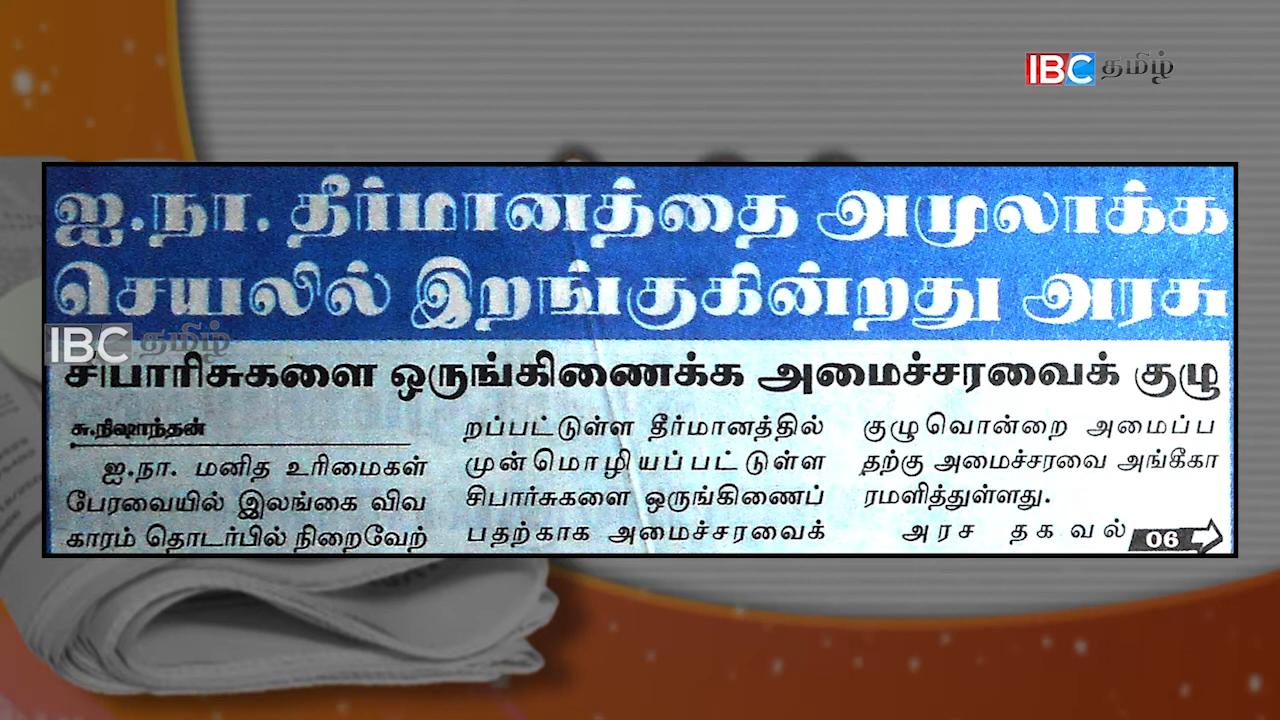 IBC தமிழ்
ஐ.நா. தீர்மானத்தை அமுலாக்க
செயலில் இறங்குகின்றது அரசு
IBC தமிழ்
சிபாரிசுகளை ஒருங்கிணைக்க அமைச்சரவைக் குழு
சு.நிஷாந்தன்
ஐ.நா. மனித உரிமைகள்
பேரவையில் இலங்கை விவ
காரம் தொடர்பில் நிறைவேற்
றப்பட்டுள்ள தீர்மானத்தில்
முன்மொழியப்பட்டுள்ள
சிபார்சுகளை ஒருங்கிணைப்
பதற்காக அமைச்சரவைக்
குழுவொன்றை அமைப்ப
தற்கு அமைச்சரவை அங்கீகா
ரமளித்துள்ளது.
அரச தகவல் 06